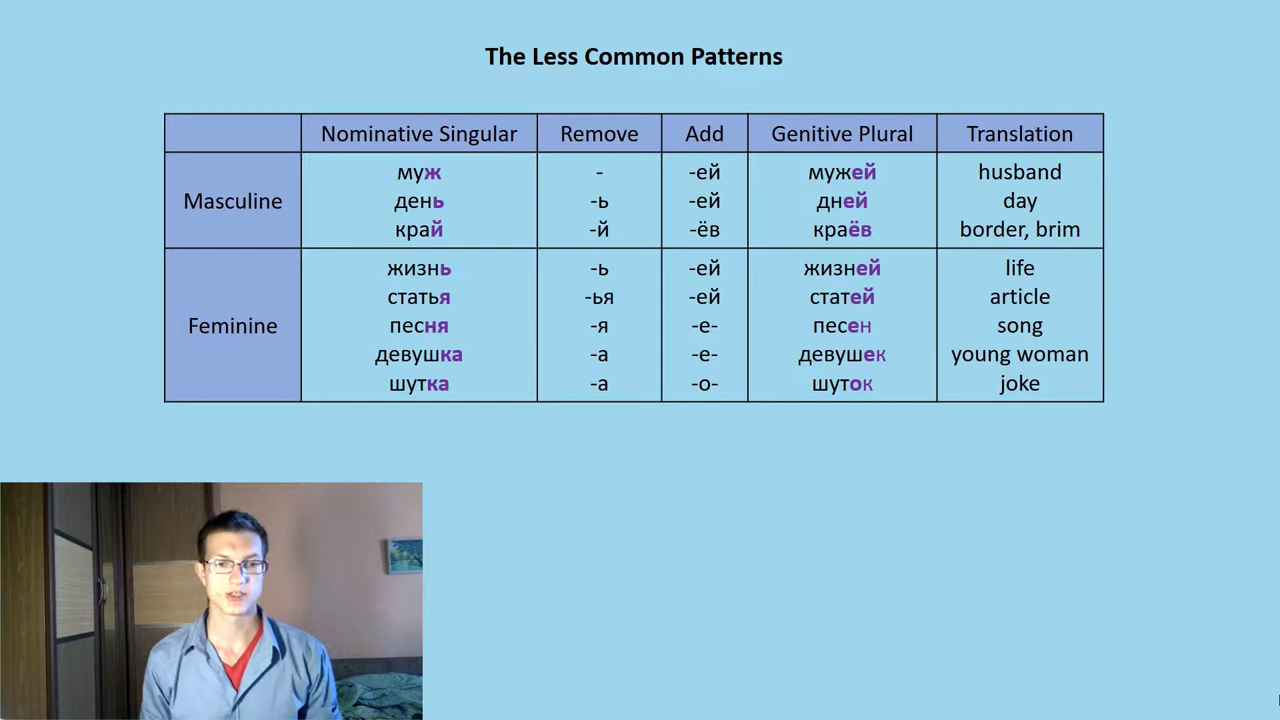 The Less Common Patterns
Nominative Singular Remove Add Genitive Plural Translation
Masculine
муж - -ей мужей husband
день -ь -ей дней day
край -й -ёв краёв border, brim
Feminine
жизнь -ь -ей жизней life
статья -ья -ей статей article
песня -я -е- песен song
девушка -а -е- девушек young woman
шутка -а -о- шуток joke